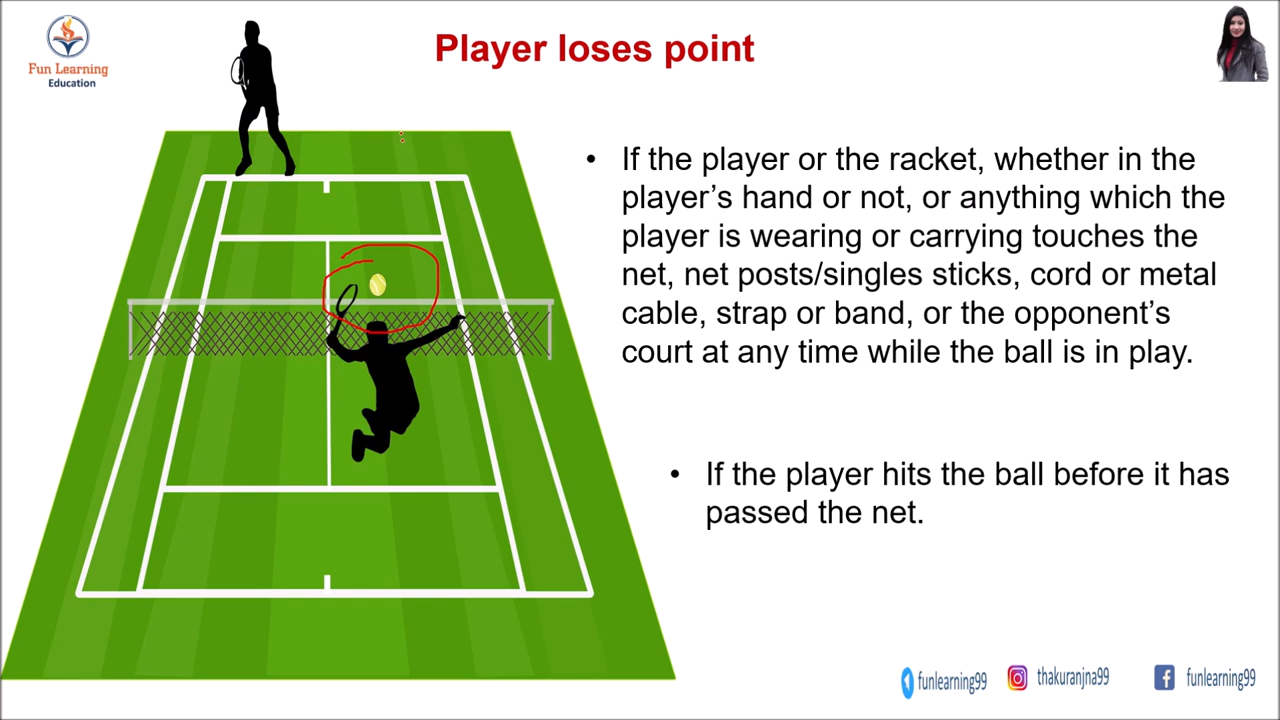 Fun Learning
Education
Player loses point
• If the player or the racket, whether in the
player’s hand or not, or anything which the
player is wearing or carrying touches the
net, net posts/singles sticks, cord or metal
cable, strap or band, or the opponent’s
court at any time while the ball is in play.
• If the player hits the ball before it has
passed the net.
funlearning99
thakuranjna99
funlearning99